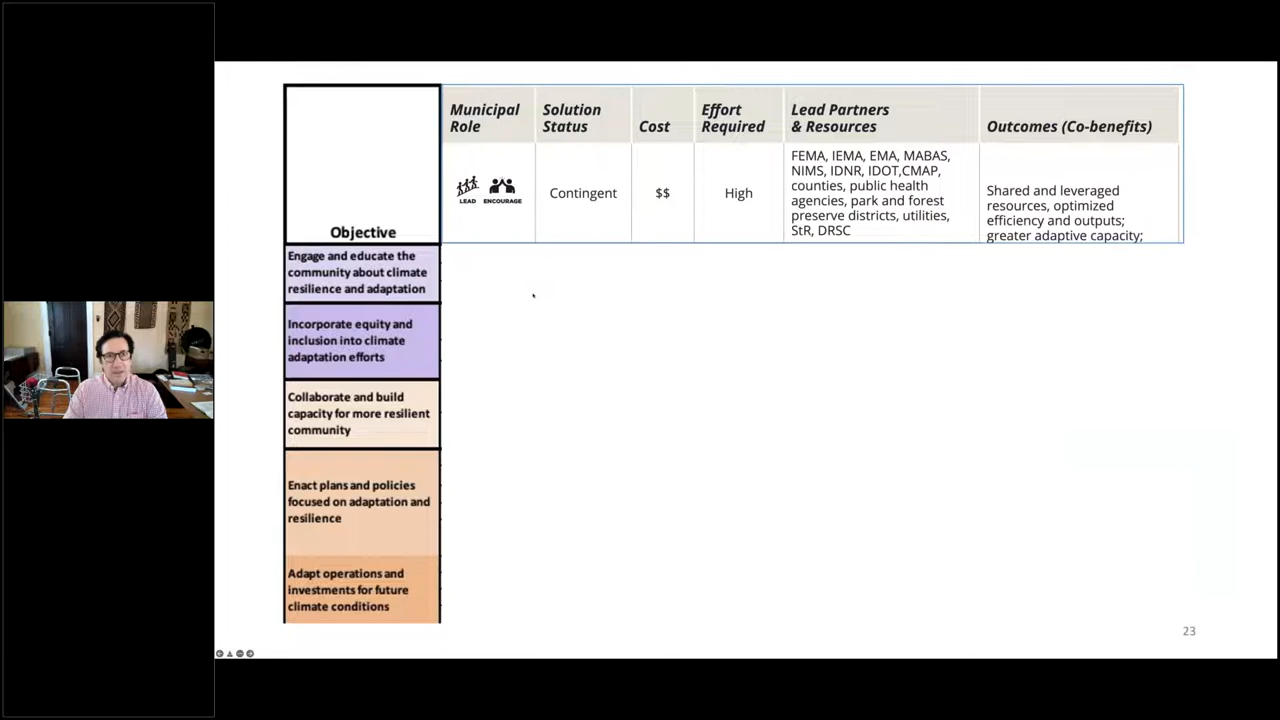 Municipal
Role
Solution
Status
Cost
Effort
Required
Lead Partners
& Resources
Outcomes (Co-benefits)
LEAD ENCOURAGE
Contingent
$$
High
FEMA, IEMA, EMA, MABAS,
NIMS, IDNR, IDOT,CMAP,
counties, public health
agencies, park and forest
preserve districts, utilities,
StR, DRSC
Shared and leveraged
resources, optimized
efficiency and outputs;
greater adaptive capacity;
Objective
Engage and educate the
community about climate
resilience and adaptation
Incorporate equity and
inclusion into climate
adaptation efforts
Collaborate and build
capacity for more resilient
community
Enact plans and policies
focused on adaptation and
resilience
Adapt operations and
investments for future
climate conditions
23